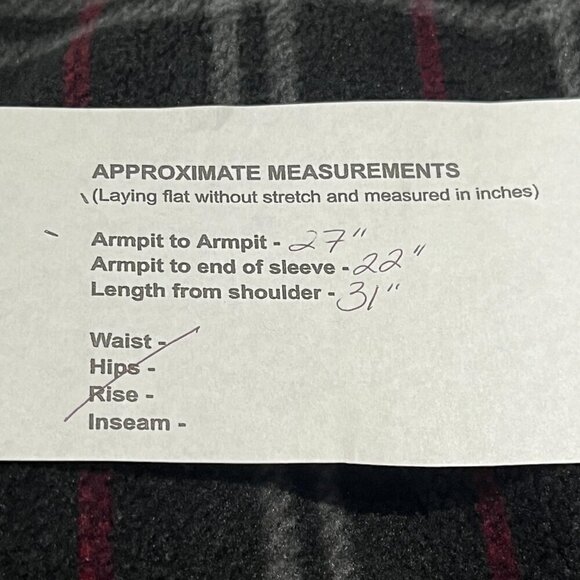 APPROXIMATE MEASUREMENTS
(Laying flat without stretch and measured in inches)
Armpit to Armpit - 27"
Armpit to end of sleeve - 22"
Length from shoulder - 31"
Waist -
Hips -
Rise -
Inseam -